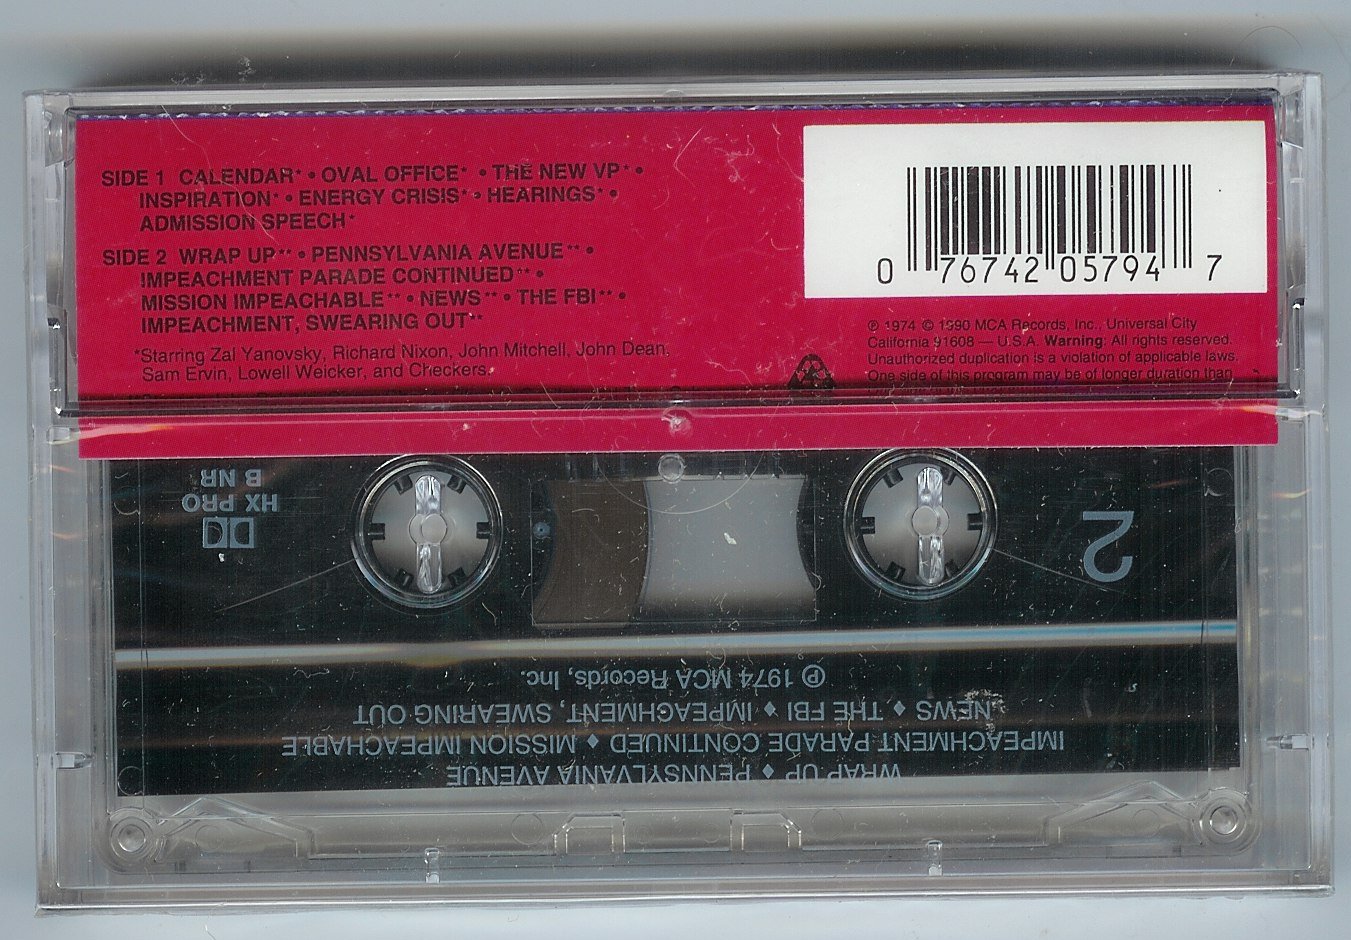 SIDE 1 CALENDAR* • OVAL OFFICE* • THE NEW VP* •
INSPIRATION* • ENERGY CRISIS* • HEARINGS* •
ADMISSION SPEECH*
SIDE 2 WRAP UP** • PENNSYLVANIA AVENUE** •
IMPEACHMENT PARADE CONTINUED** •
MISSION IMPEACHABLE** • NEWS** • THE FBI** •
IMPEACHMENT, SWEARING OUT**
*Starring Zal Yanovsky, Richard Nixon, John Mitchell, John Dean,
Sam Ervin, Lowell Weicker, and Checkers.
0 76742 05794 7
℗ 1974 © 1990 MCA Records, Inc., Universal City
California 91608 — U.S.A. Warning: All rights reserved.
Unauthorized duplication is a violation of applicable laws.
One side of this program may be of longer duration than
2
DOLBY
HX PRO
B NR
WRAP UP ♦ PENNSYLVANIA AVENUE
IMPEACHMENT PARADE CONTINUED ♦ MISSION IMPEACHABLE
NEWS ♦ THE FBI ♦ IMPEACHMENT, SWEARING OUT
℗ 1974 MCA Records, Inc.